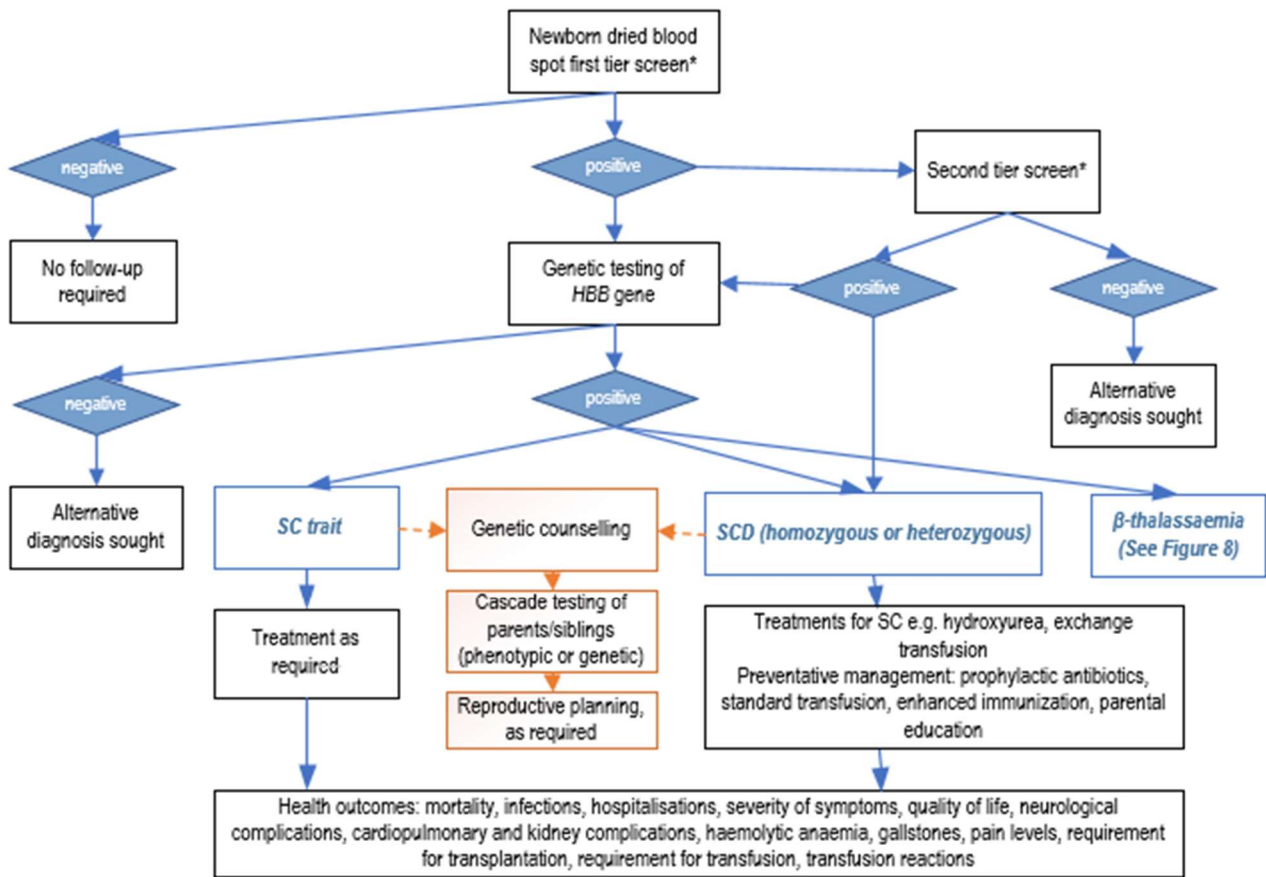 Newborn dried blood
spot first tier screen*
negative
positive
Second tier screen*
No follow-up
required
Genetic testing of
HBB gene
positive
negative
negative
positive
Alternative
diagnosis sought
Alternative
diagnosis sought
SC trait
Genetic counselling
SCD (homozygous or heterozygous)
β-thalassaemia
(See Figure 8)
Treatment as
required
Cascade testing of
parents/siblings
(phenotypic or genetic)
Reproductive planning,
as required
Treatments for SC e.g. hydroxyurea, exchange
transfusion
Preventative management: prophylactic antibiotics,
standard transfusion, enhanced immunization, parental
education
Health outcomes: mortality, infections, hospitalisations, severity of symptoms, quality of life, neurological
complications, cardiopulmonary and kidney complications, haemolytic anaemia, gallstones, pain levels, requirement
for transplantation, requirement for transfusion, transfusion reactions